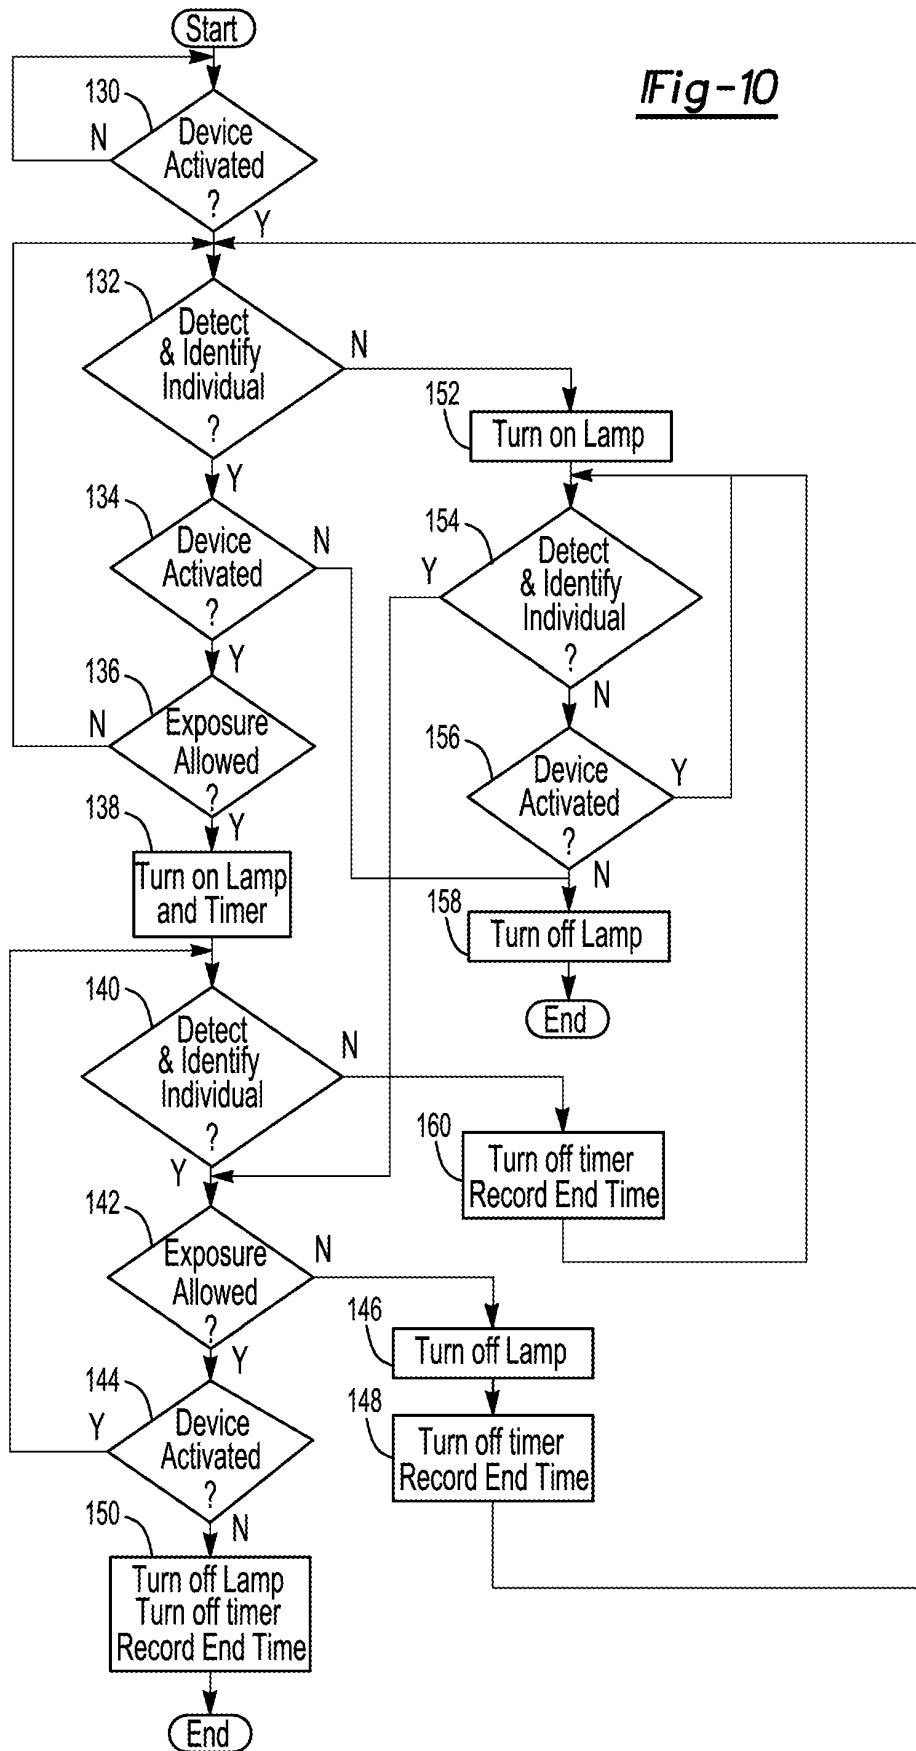 Start
Fig-10
130
N
Device
Activated
?
Y
132
Detect
& Identify
Individual
?
N
Y
152
Turn on Lamp
134
Device
Activated
?
N
Y
154
Detect
& Identify
Individual
?
Y
N
136
Exposure
Allowed
?
N
Y
156
Device
Activated
?
Y
N
138
Turn on Lamp
and Timer
158
Turn off Lamp
End
140
Detect
& Identify
Individual
?
N
Y
160
Turn off timer
Record End Time
142
Exposure
Allowed
?
N
Y
146
Turn off Lamp
144
Device
Activated
?
Y
N
148
Turn off timer
Record End Time
150
Turn off Lamp
Turn off timer
Record End Time
End